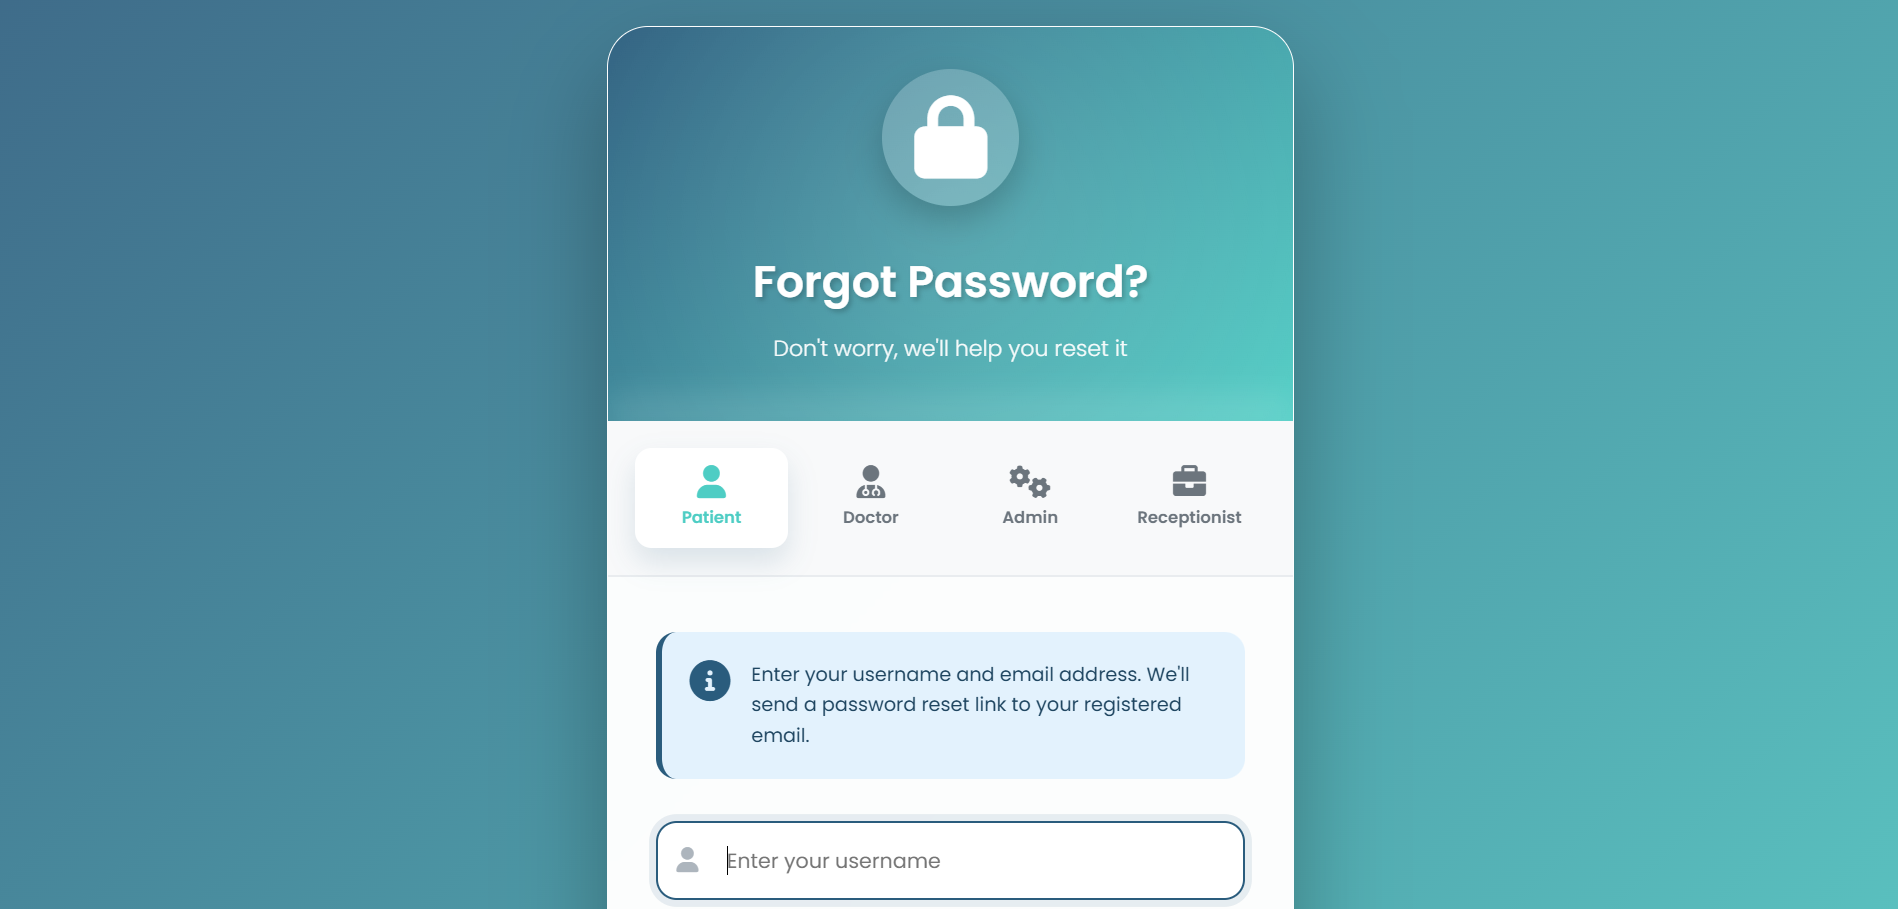 Forgot Password?
Don't worry, we'll help you reset it
Patient
Doctor
Admin
Receptionist
Enter your username and email address. We'll
send a password reset link to your registered
email.
Enter your username